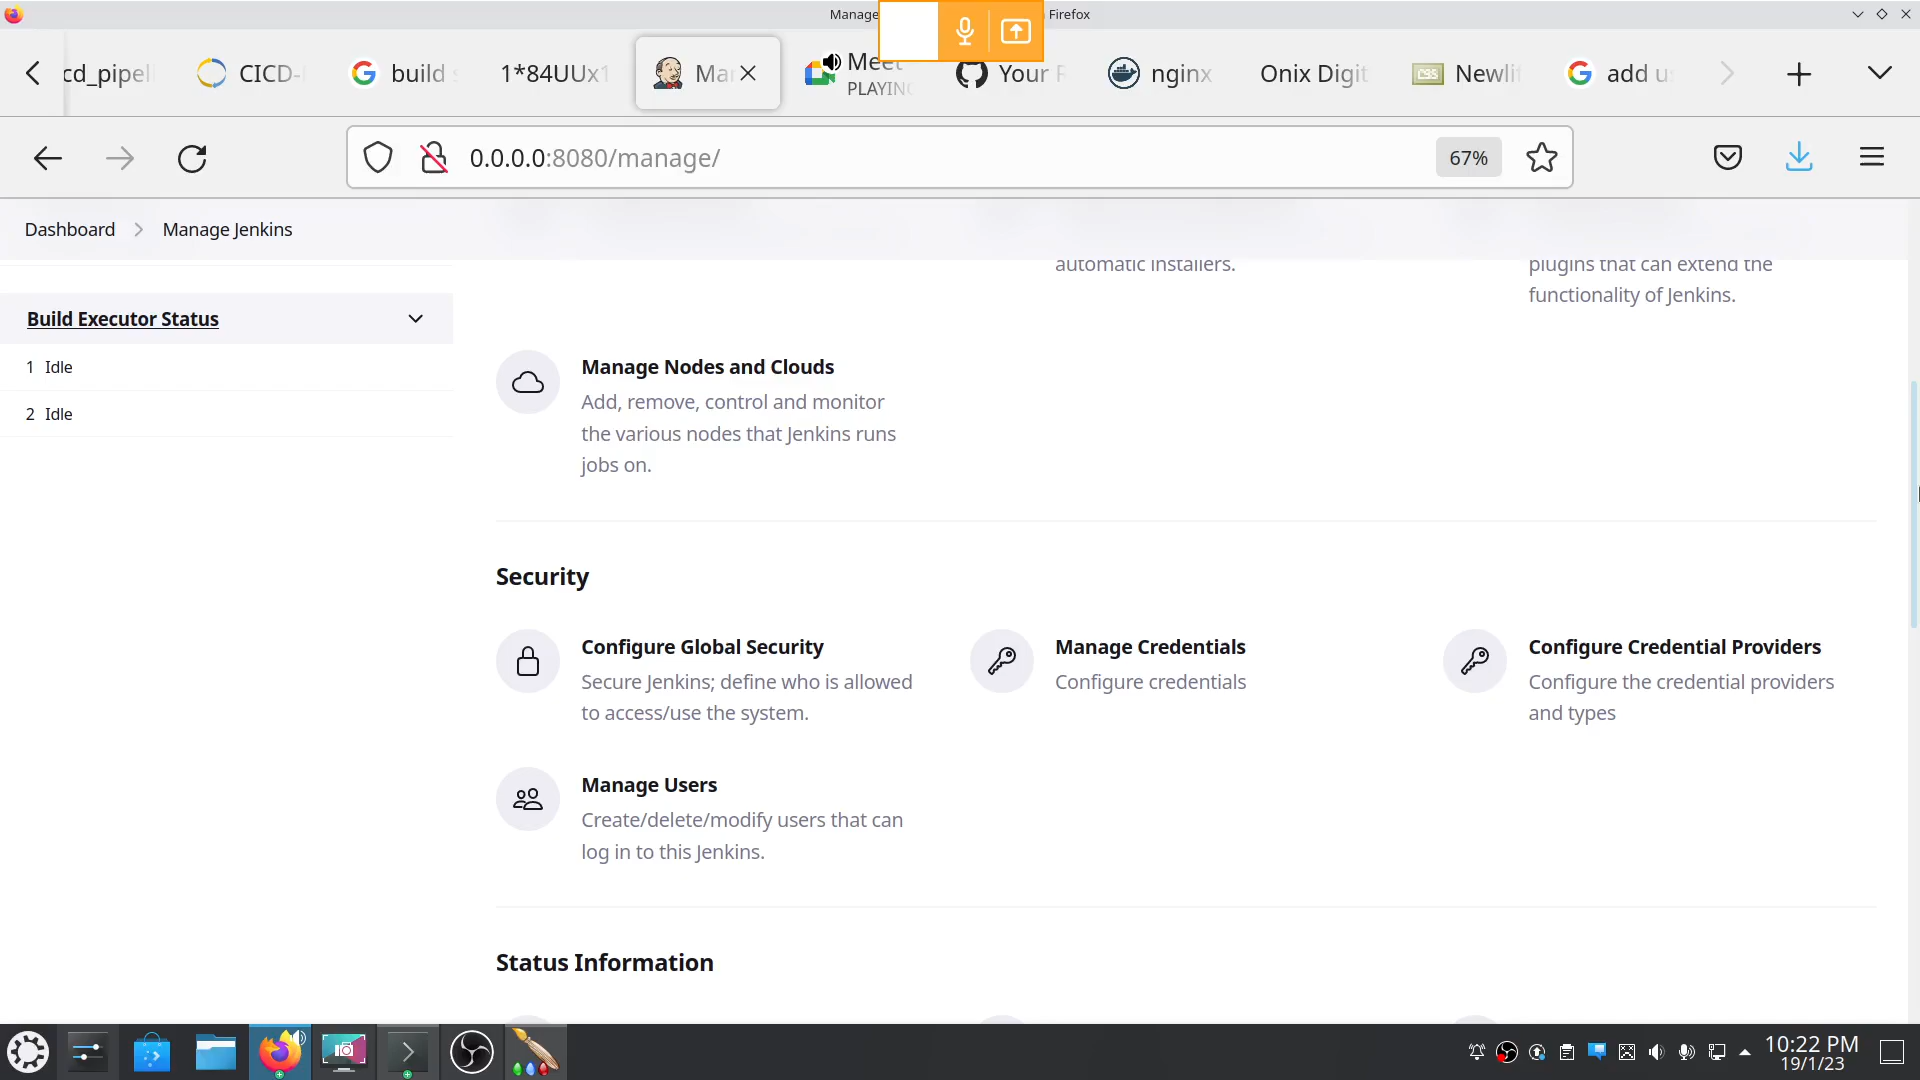 Manage
Firefox
cd_pipel
CICD-
build s
1*84UUx1
Ma
Meet
PLAYING
Your R
nginx
Onix Digit
Newli
add u
0.0.0.0:8080/manage/
67%
Dashboard
Manage Jenkins
automatic installers.
plugins that can extend the
functionality of Jenkins.
Build Executor Status
1 Idle
2 Idle
Manage Nodes and Clouds
Add, remove, control and monitor
the various nodes that Jenkins runs
jobs on.
Security
Configure Global Security
Secure Jenkins; define who is allowed
to access/use the system.
Manage Credentials
Configure credentials
Configure Credential Providers
Configure the credential providers
and types
Manage Users
Create/delete/modify users that can
log in to this Jenkins.
Status Information
10:22 PM
19/1/23